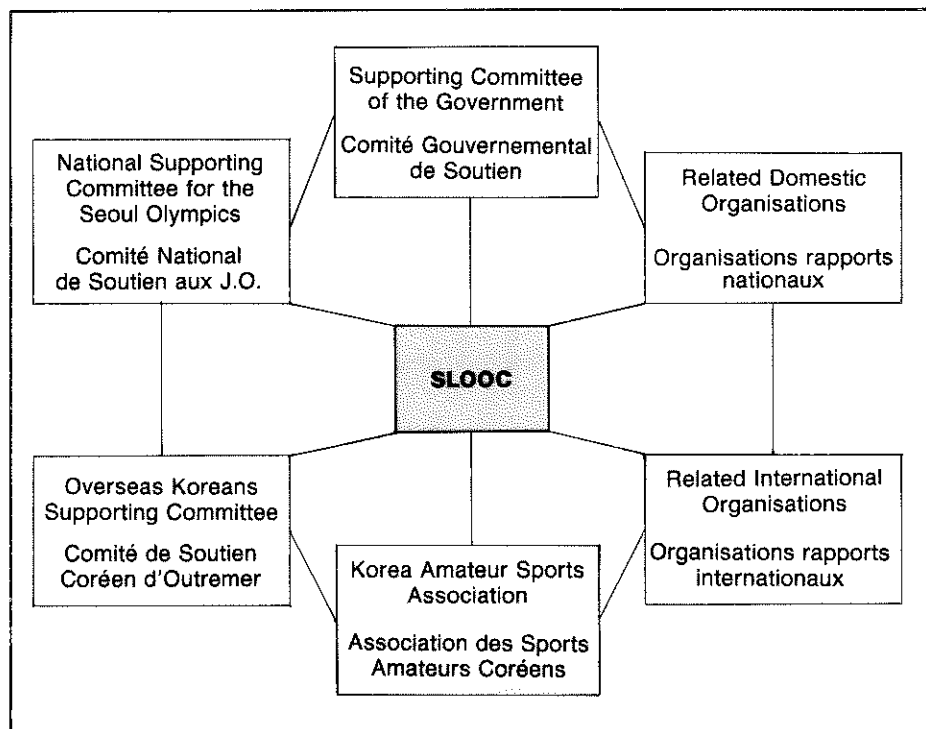 Supporting Committee
of the Government
Comité Gouvernemental
de Soutien
National Supporting
Committee for the
Seoul Olympics
Comité National
de Soutien aux J.O.
Related Domestic
Organisations
Organisations rapports
nationaux
SLOOC
Overseas Koreans
Supporting Committee
Comité de Soutien
Coréen d'Outremer
Korea Amateur Sports
Association
Association des Sports
Amateurs Coréens
Related International
Organisations
Organisations rapports
internationaux